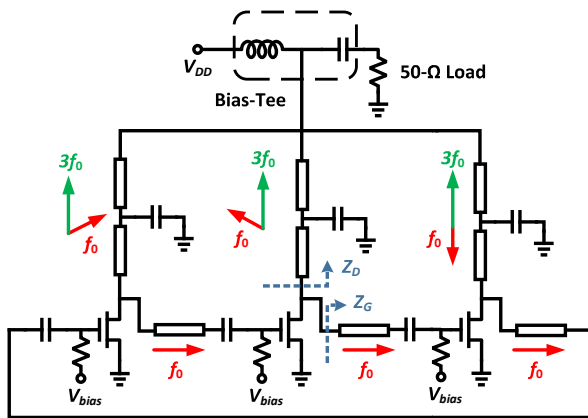 V_DD
50-Ω Load
Bias-Tee
3f₀
3f₀
3f₀
f₀
f₀
f₀
Z_D
Z_G
f₀
f₀
f₀
V_bias
V_bias
V_bias